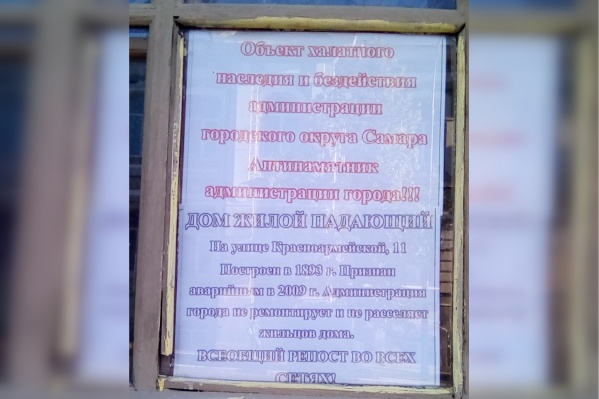 Объект халатного
наследия и бездействия
администрации
городского округа Самара
Антипамятник
администрации города!!!
ДОМ ЖИЛОЙ ПАДАЮЩИЙ
На улице Красноармейской, 11
Построен в 1893 г. Признан
аварийным в 2009 г. Администрация
города не ремонтирует и не расселяет
жильцов дома.
ВСЕОБЩИЙ РЕПОСТ ВО ВСЕХ
СЕТЯХ!